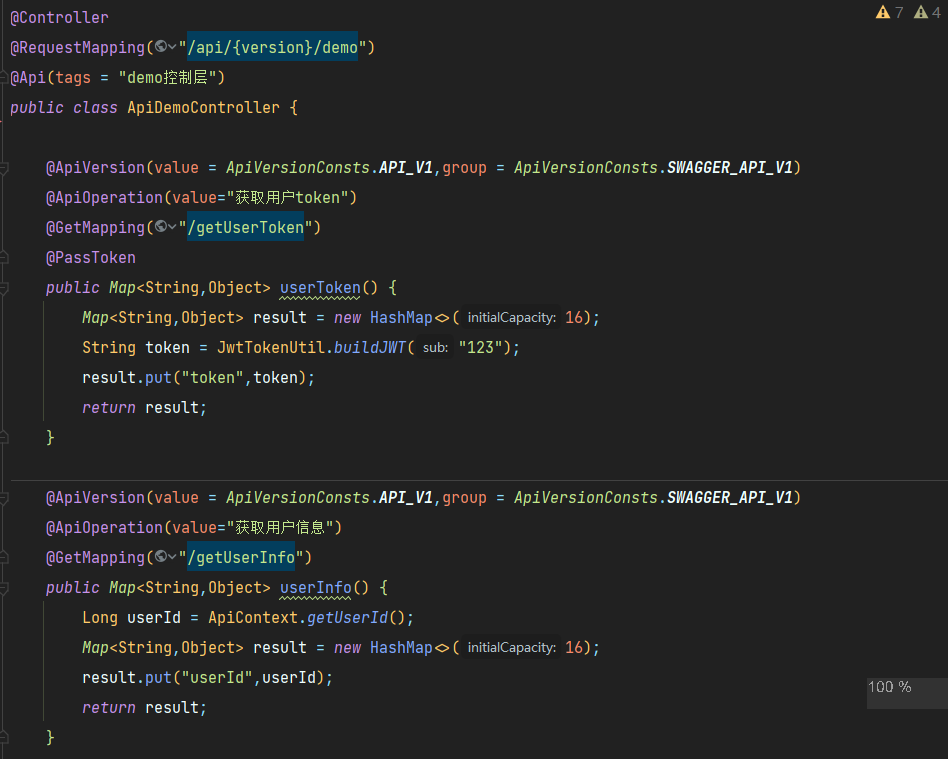 @Controller
7 4
@RequestMapping("/api/{version}/demo")
@Api(tags = "demo控制层")
public class ApiDemoController {
@ApiVersion(value = ApiVersionConsts.API_V1,group = ApiVersionConsts.SWAGGER_API_V1)
@ApiOperation(value="获取用户token")
@GetMapping("/getUserToken")
@PassToken
public Map<String,Object> userToken() {
Map<String,Object> result = new HashMap<>( initialCapacity: 16);
String token = JwtTokenUtil.buildJWT( sub: "123");
result.put("token",token);
return result;
}
@ApiVersion(value = ApiVersionConsts.API_V1,group = ApiVersionConsts.SWAGGER_API_V1)
@ApiOperation(value="获取用户信息")
@GetMapping("/getUserInfo")
public Map<String,Object> userInfo() {
Long userId = ApiContext.getUserId();
Map<String,Object> result = new HashMap<>( initialCapacity: 16);
result.put("userId",userId);
100 %
return result;
}